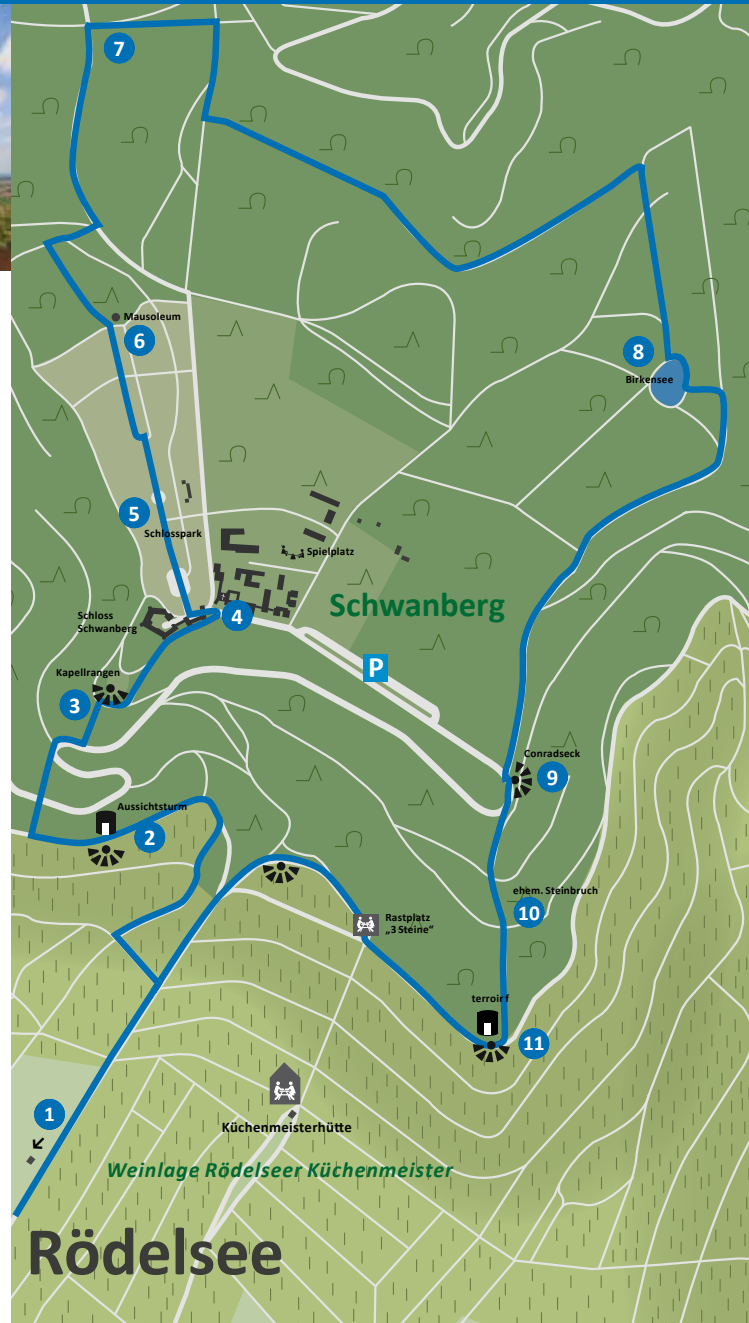 7
Mausoleum
6
8
Birkensee
5
Schlosspark
Spielplatz
Schwanberg
Schloss
Schwanberg
4
P
Kapellrangen
3
Conradseck
9
Aussichtsturm
2
ehem. Steinbruch
10
Rastplatz
„3 Steine“
terroir f
11
1
Küchenmeisterhütte
Weinlage Rödelseer Küchenmeister
Rödelsee